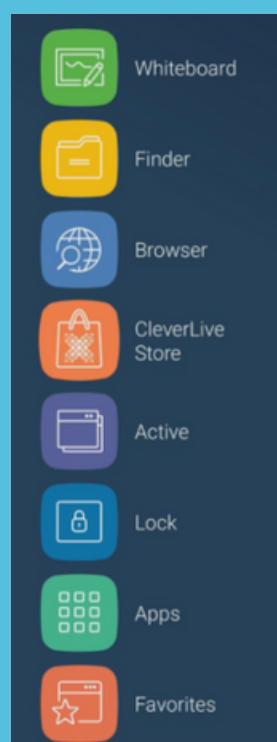 Whiteboard
Finder
Browser
CleverLive
Store
Active
Lock
Apps
Favorites